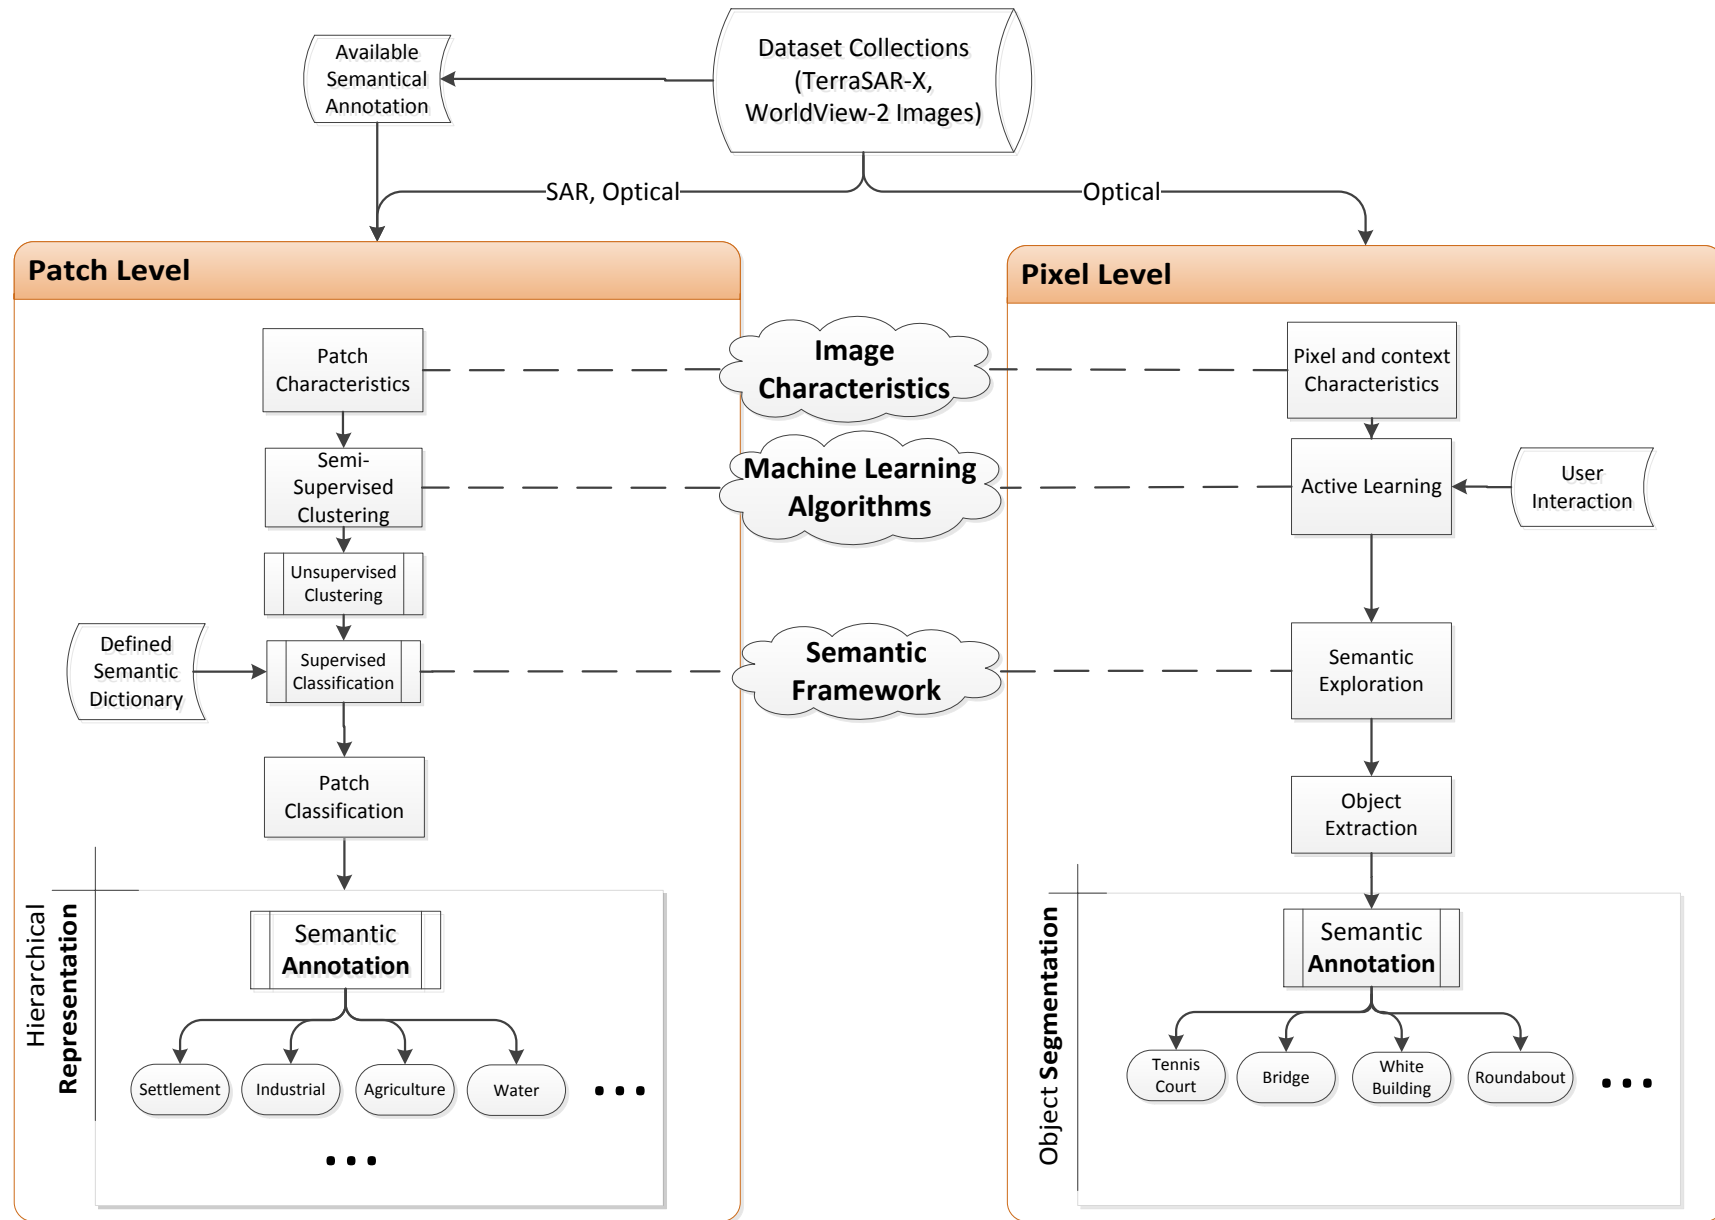 Available
Semantical
Annotation
Dataset Collections
(TerraSAR-X,
WorldView-2 Images)
SAR, Optical
Optical
Patch Level
Patch
Characteristics
Semi-
Supervised
Clustering
Unsupervised
Clustering
Defined
Semantic
Dictionary
Supervised
Classification
Patch
Classification
Hierarchical
Representation
Semantic
Annotation
Settlement
Industrial
Agriculture
Water
...
...
Image
Characteristics
Machine Learning
Algorithms
Semantic
Framework
Pixel Level
Pixel and context
Characteristics
Active Learning
User
Interaction
Semantic
Exploration
Object
Extraction
Object Segmentation
Semantic
Annotation
Tennis
Court
Bridge
White
Building
Roundabout
...